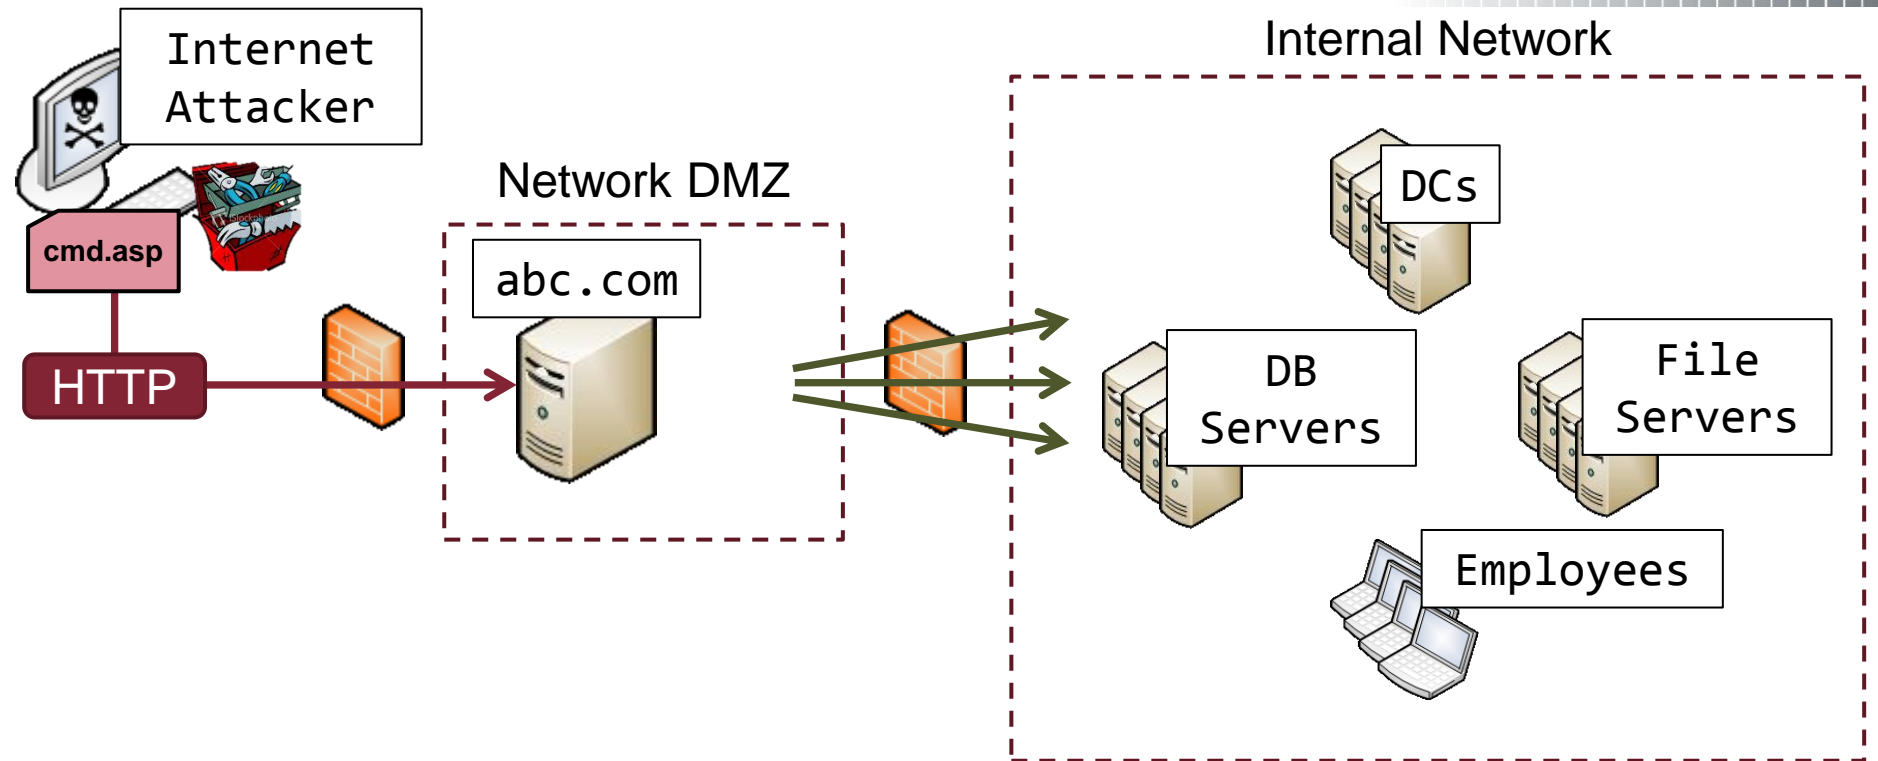 Internet
Attacker
Internal Network
Network DMZ
DCs
cmd.asp
abc.com
HTTP
DB
Servers
File
Servers
Employees